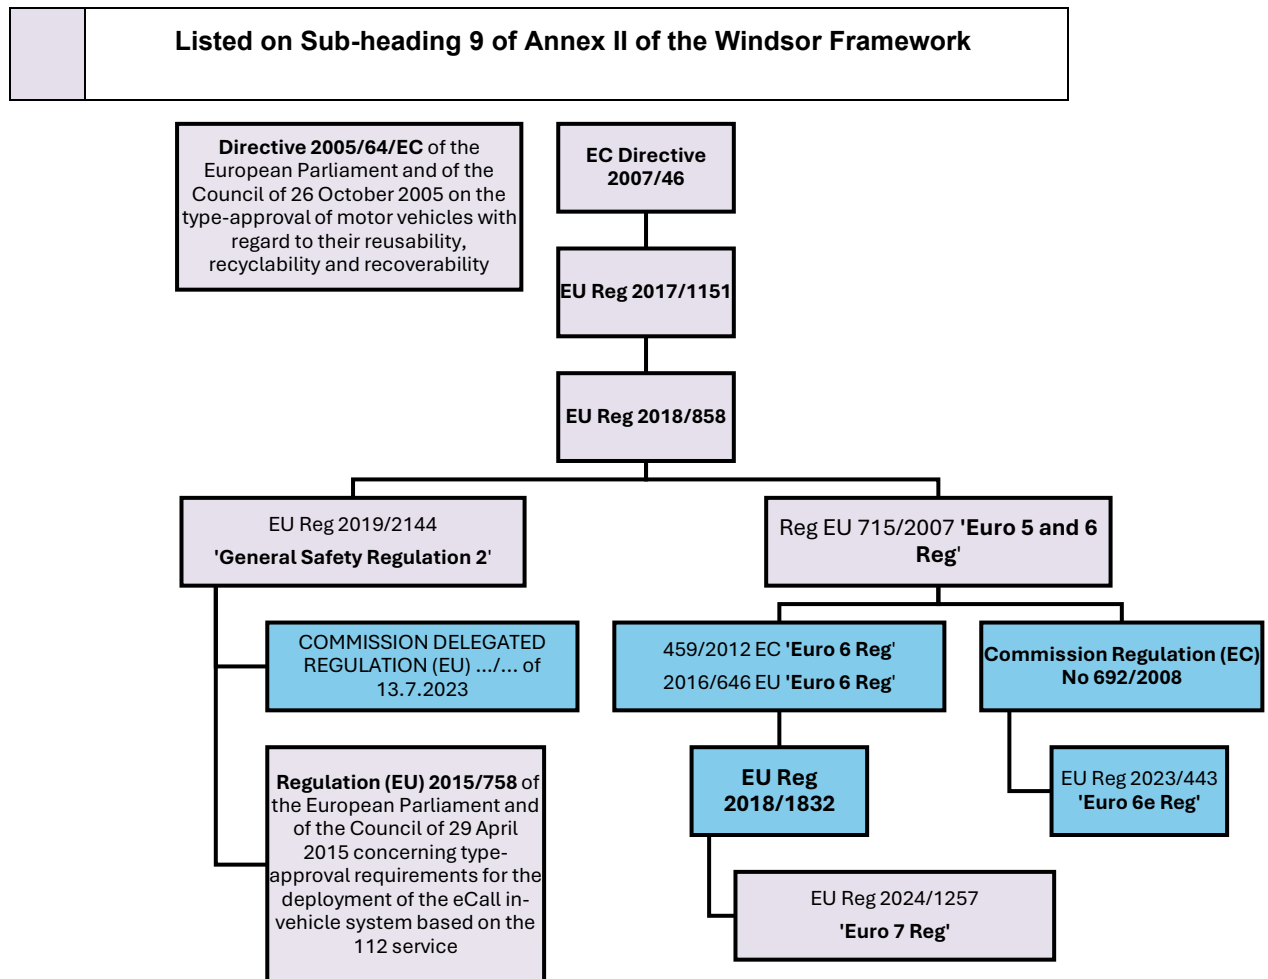 Listed on Sub-heading 9 of Annex II of the Windsor Framework
Directive 2005/64/EC of the
European Parliament and of the
Council of 26 October 2005 on the
type-approval of motor vehicles with
regard to their reusability,
recyclability and recoverability
EC Directive
2007/46
EU Reg 2017/1151
EU Reg 2018/858
EU Reg 2019/2144
'General Safety Regulation 2'
Reg EU 715/2007 'Euro 5 and 6
Reg'
COMMISSION DELEGATED
REGULATION (EU) .../... of
13.7.2023
459/2012 EC 'Euro 6 Reg'
2016/646 EU 'Euro 6 Reg'
Commission Regulation (EC)
No 692/2008
Regulation (EU) 2015/758 of
the European Parliament and
of the Council of 29 April
2015 concerning type-
approval requirements for the
deployment of the eCall in-
vehicle system based on the
112 service
EU Reg
2018/1832
EU Reg 2023/443
'Euro 6e Reg'
EU Reg 2024/1257
'Euro 7 Reg'